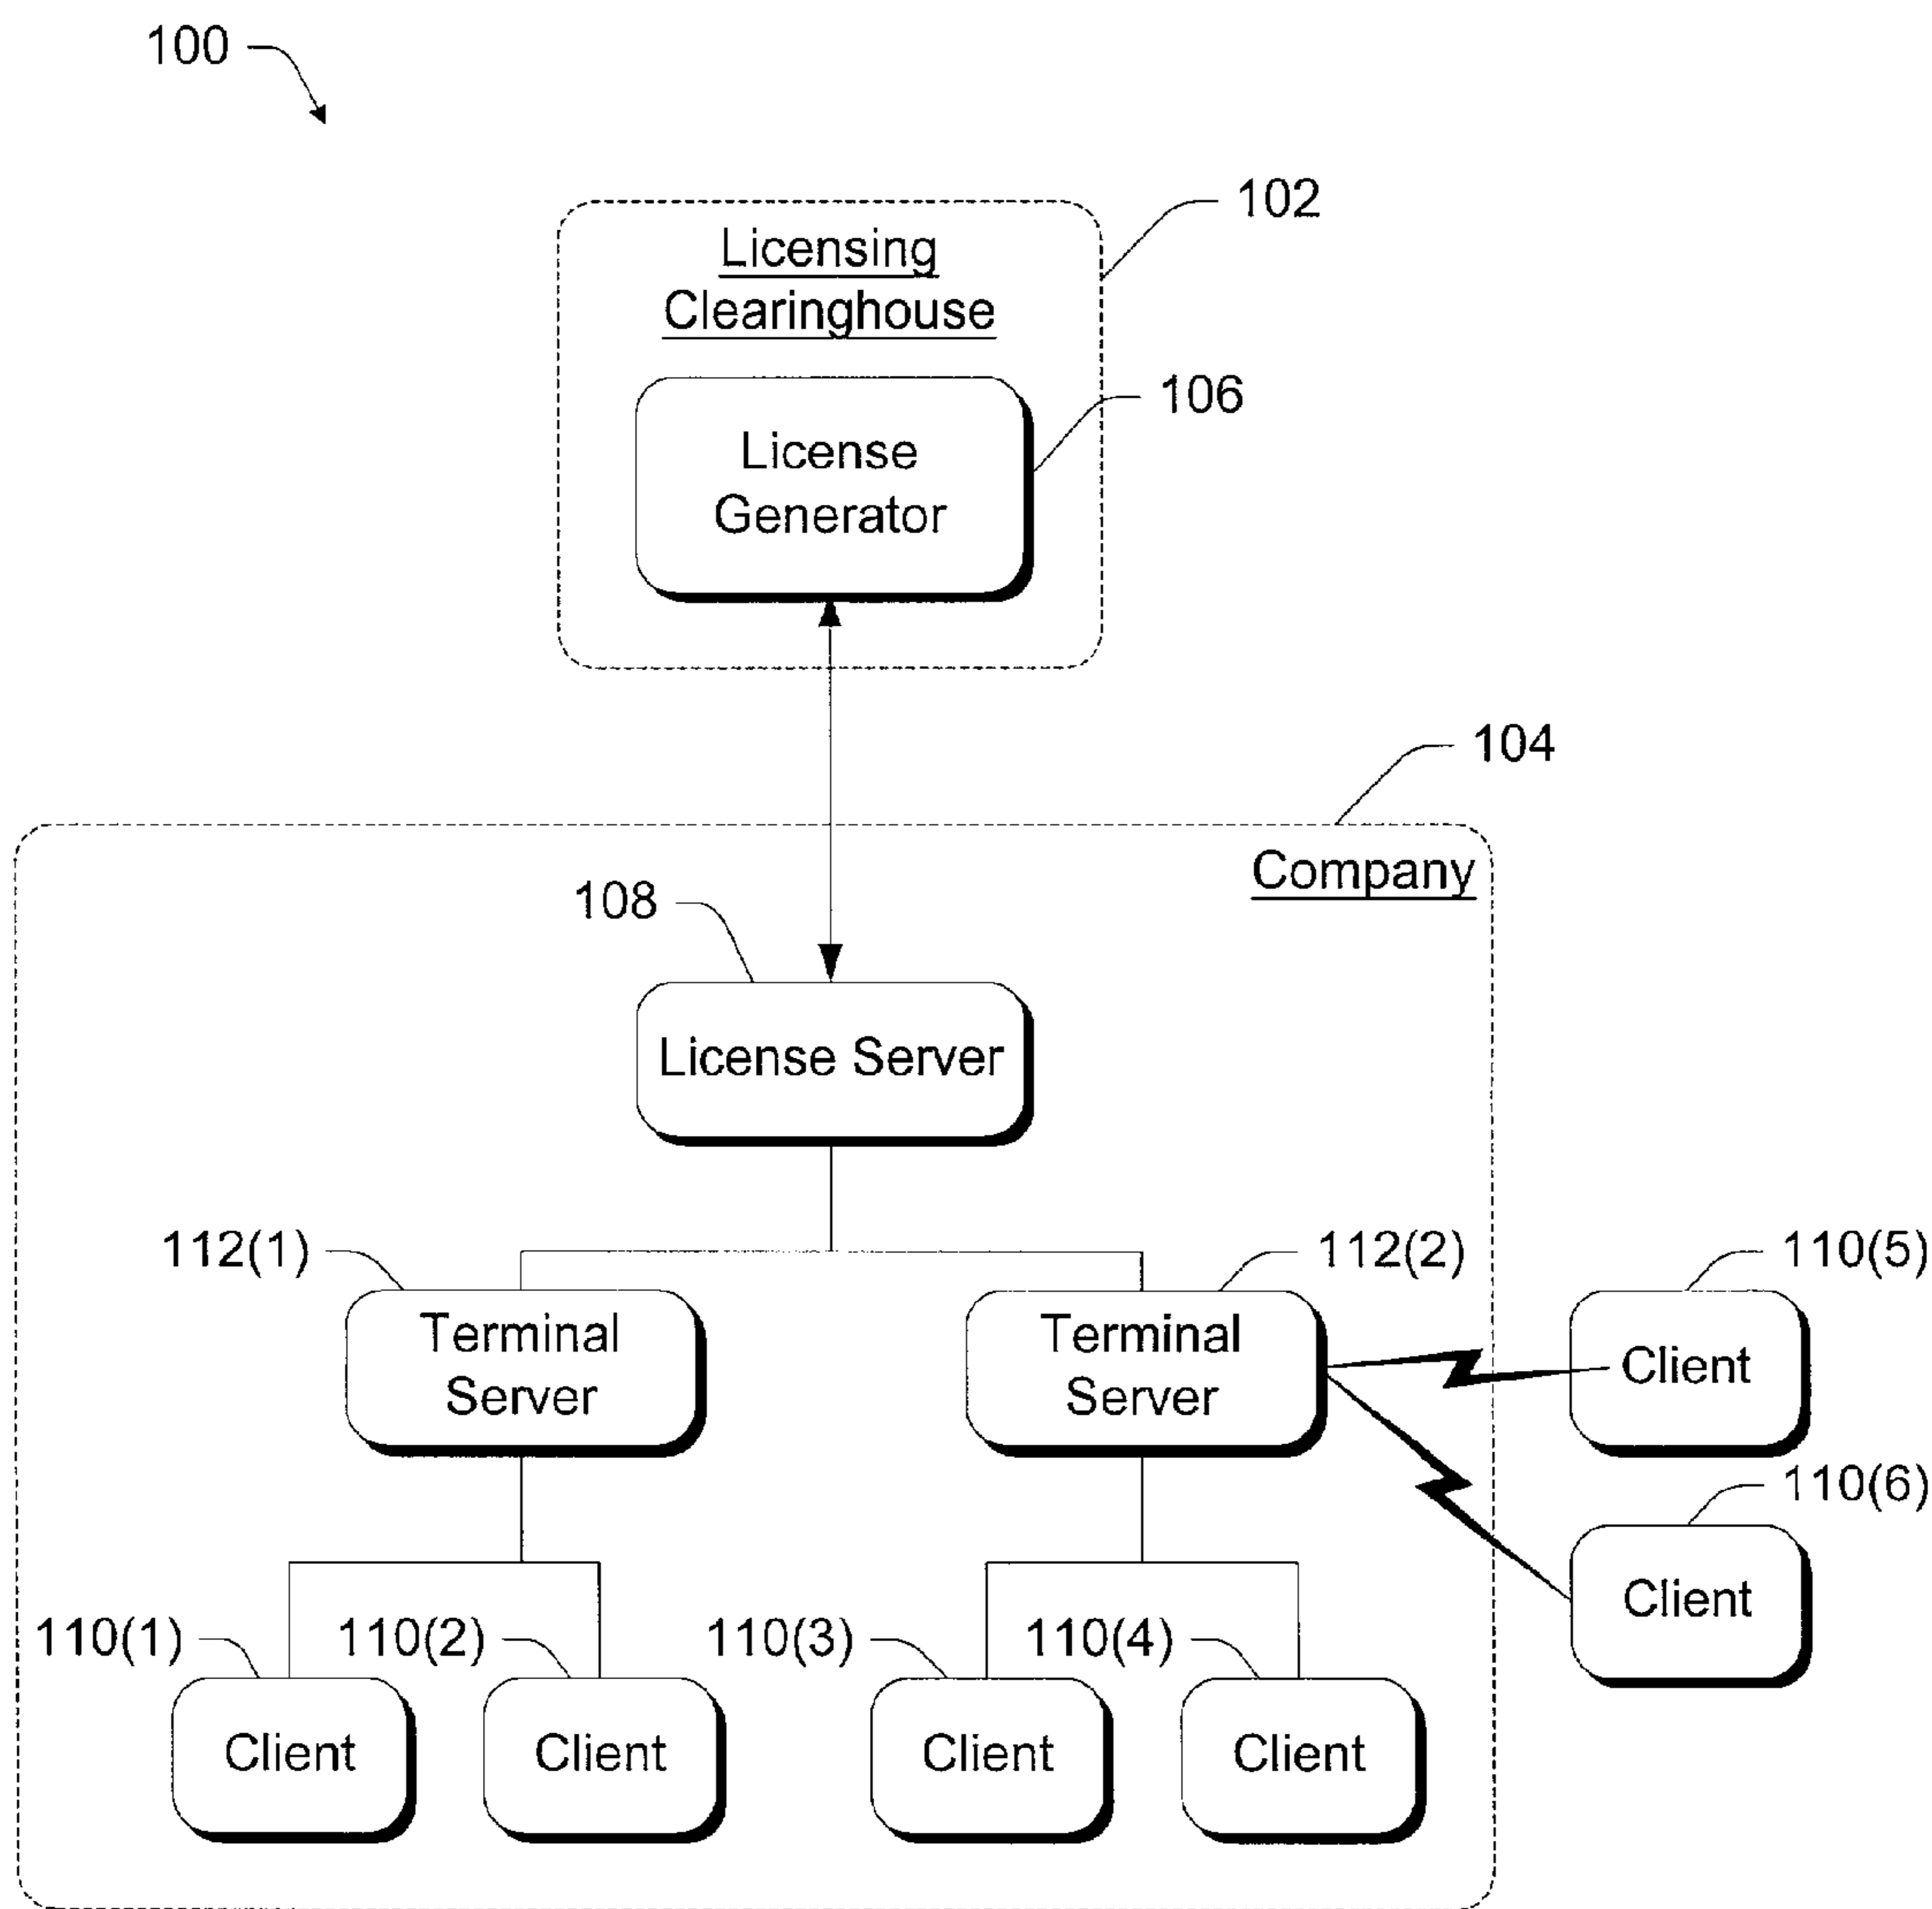 100
102
Licensing
Clearinghouse
106
License
Generator
104
Company
108
License Server
112(1)
112(2)
110(5)
Terminal
Server
Terminal
Server
Client
110(6)
Client
110(1)
110(2)
110(3)
110(4)
Client
Client
Client
Client